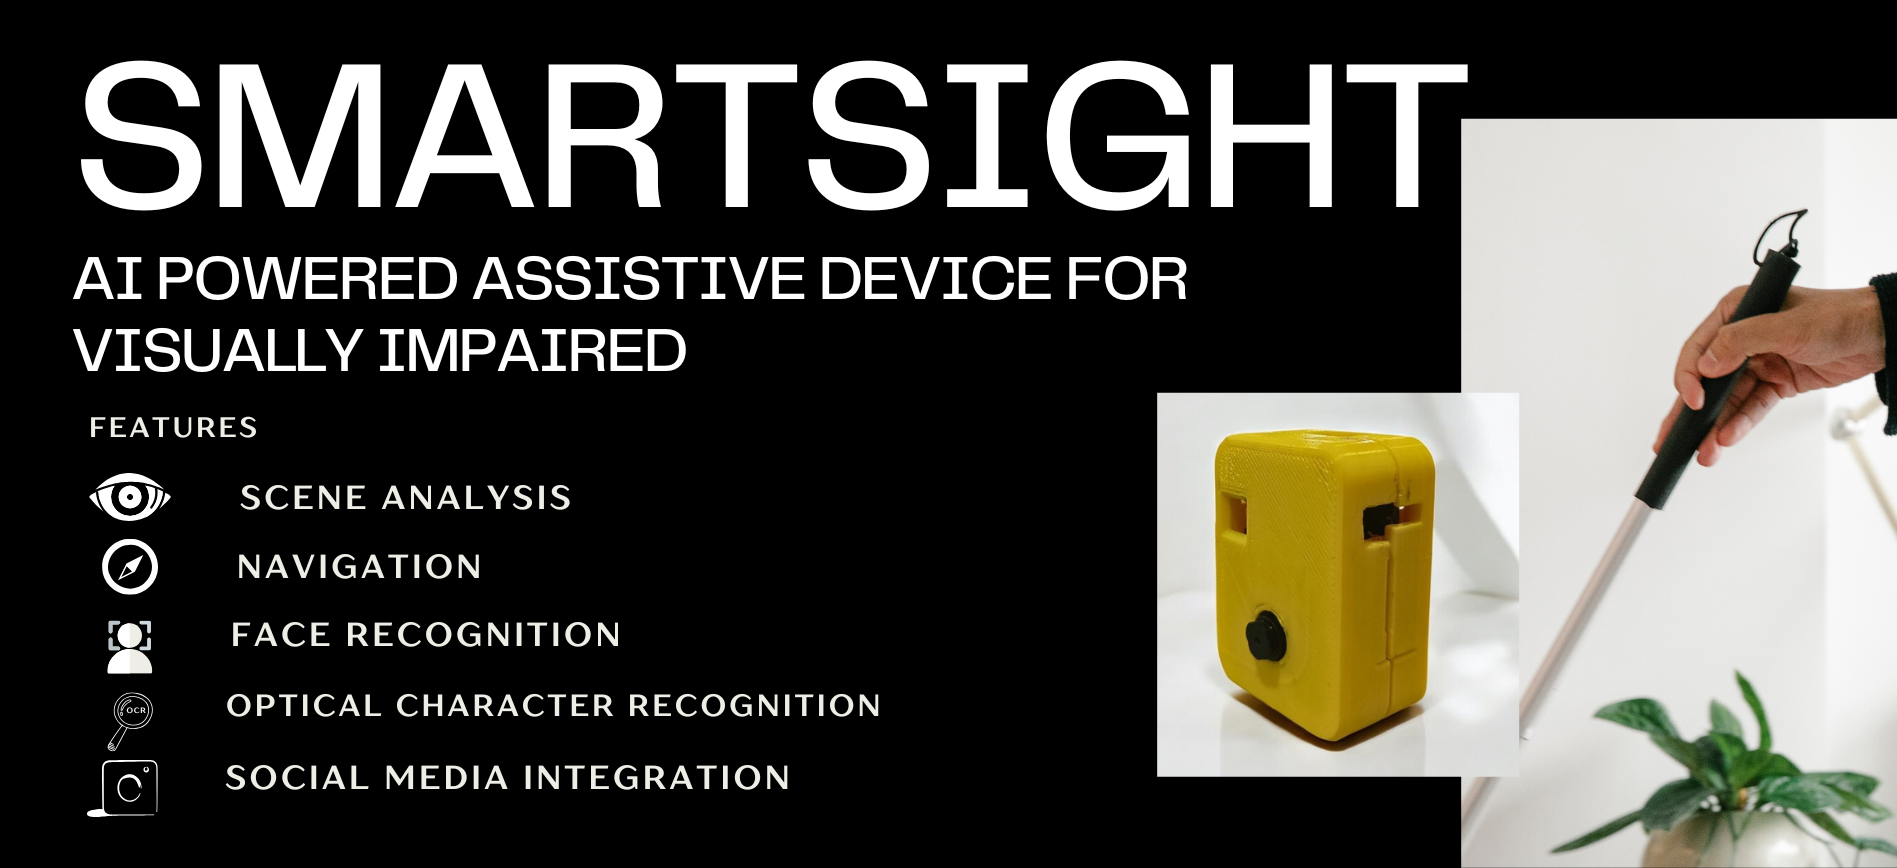 SMARTSIGHT
AI POWERED ASSISTIVE DEVICE FOR
VISUALLY IMPAIRED
FEATURES
SCENE ANALYSIS
NAVIGATION
FACE RECOGNITION
OCR
OPTICAL CHARACTER RECOGNITION
SOCIAL MEDIA INTEGRATION